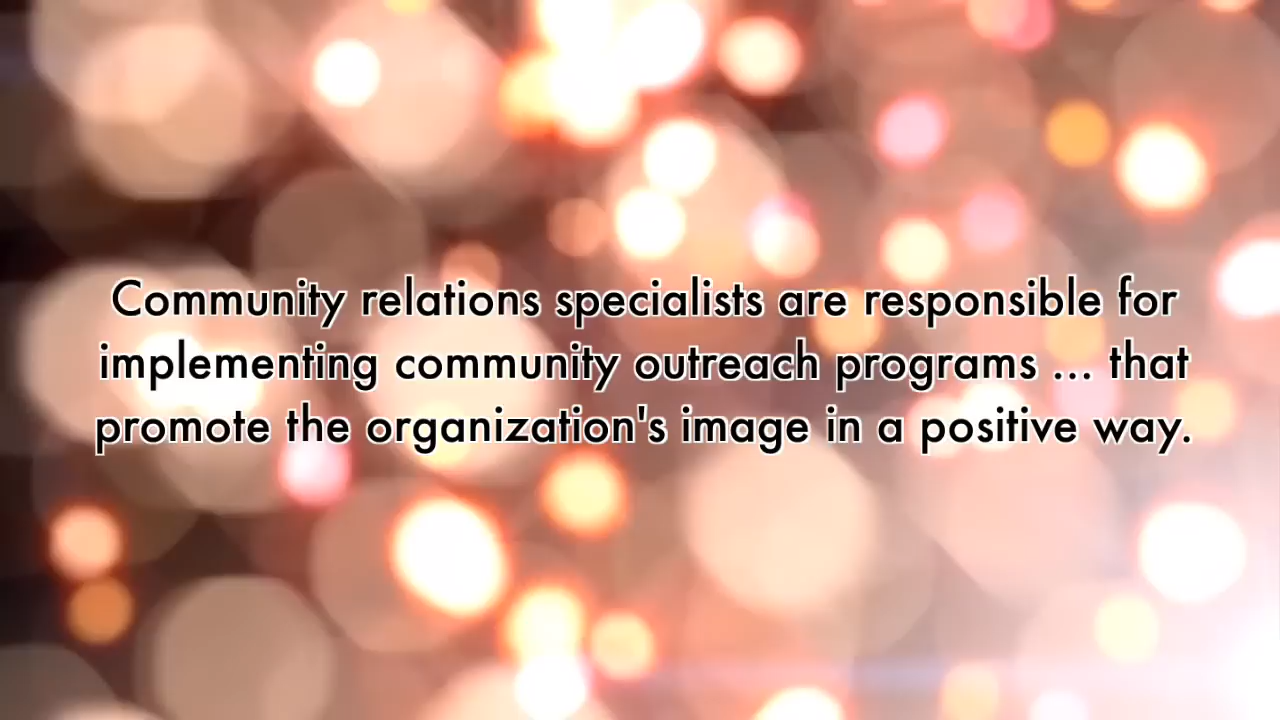 Community relations specialists are responsible for
implementing community outreach programs ... that
promote the organization's image in a positive way.